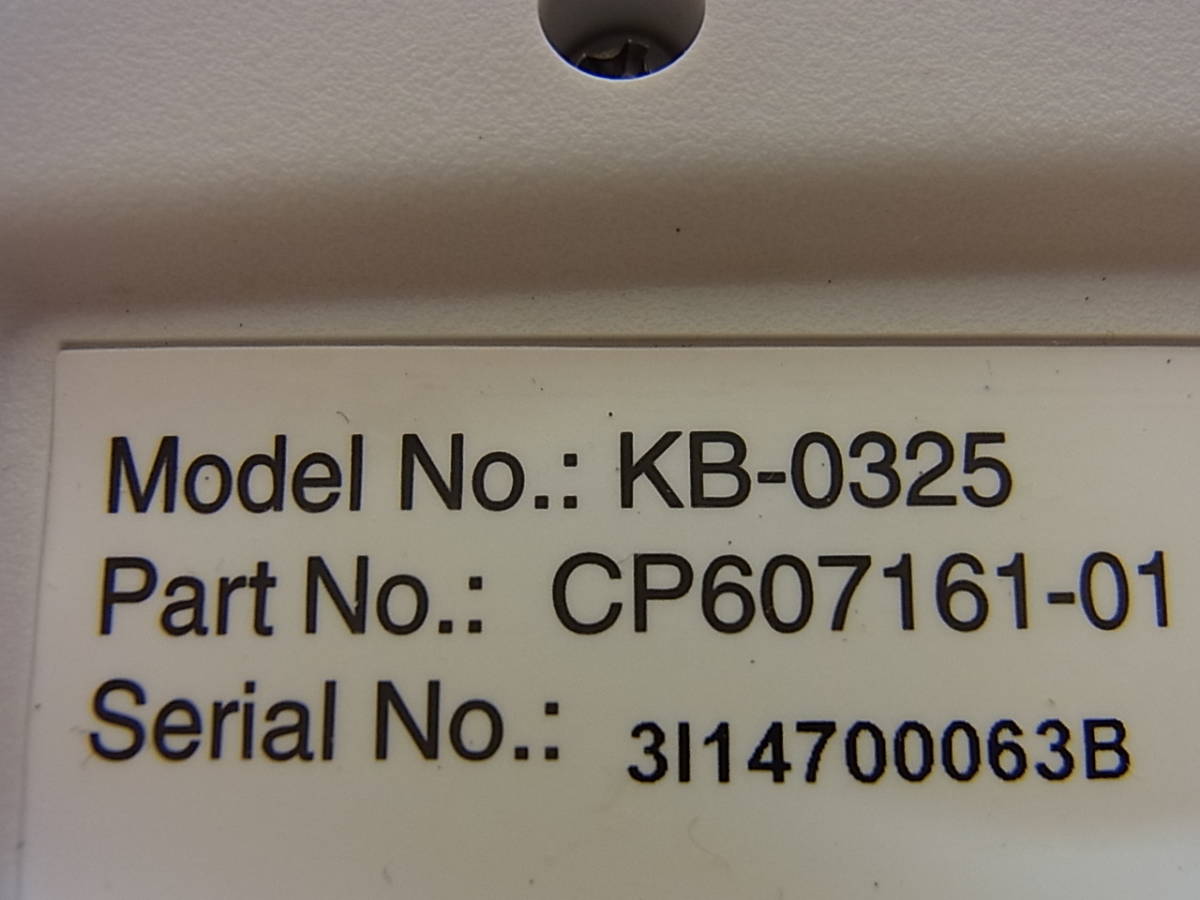 Model No.: KB-0325
Part No.: CP607161-01
Serial No.: 3I14700063B